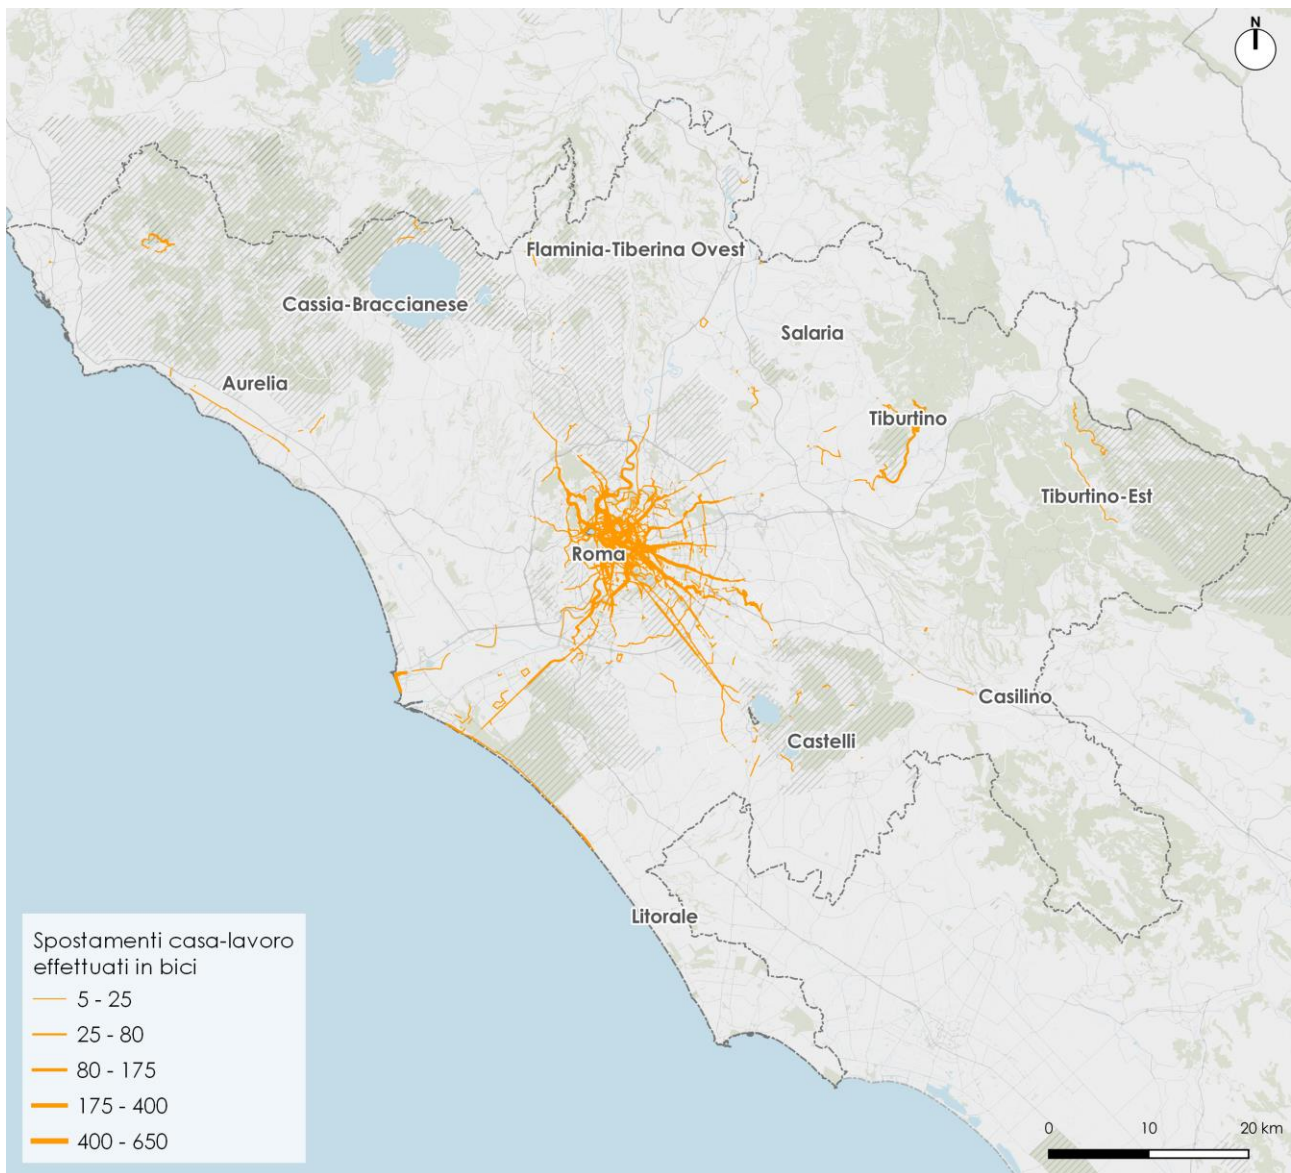 N
Flaminia-Tiberina Ovest
Cassia-Braccianese
Salaria
Aurelia
Tiburtino
Tiburtino-Est
Roma
Casilino
Castelli
Litorale
Spostamenti casa-lavoro
effettuati in bici
5 - 25
25 - 80
80 - 175
175 - 400
400 - 650
0 10 20 km